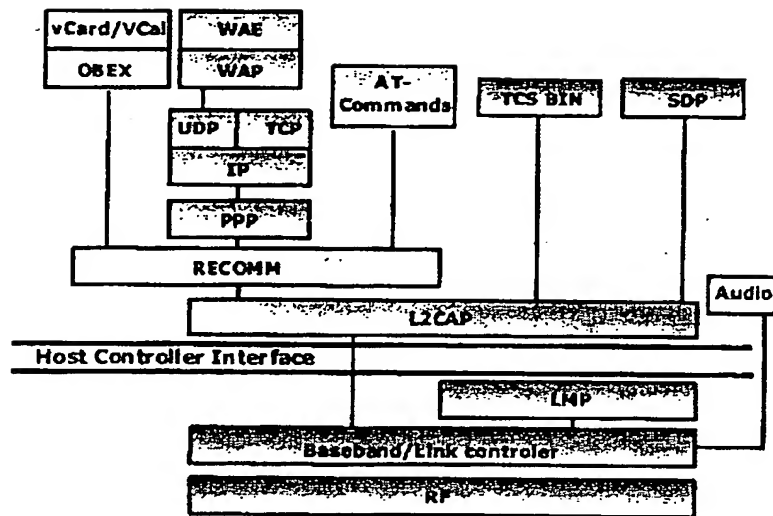 vCard/VCal
OBEX
WAE
WAP
AT-
Commands
TCS BIN
SDP
UDP
TCP
IP
PPP
RECOMM
L2CAP
Audio
Host Controller Interface
LMP
Baseband/Link controler
RF